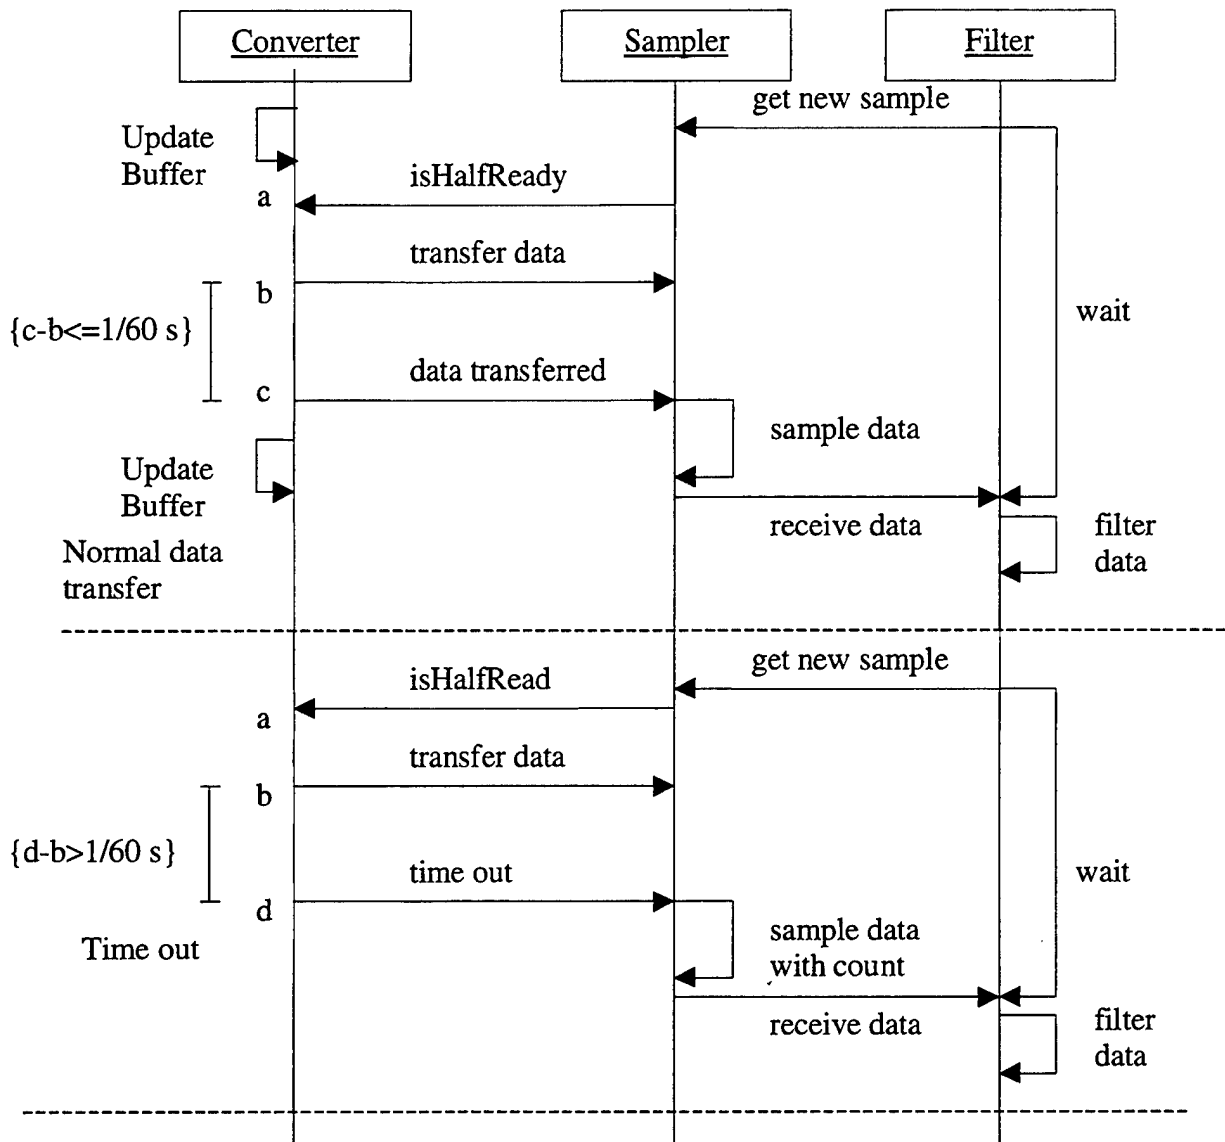 Converter
Sampler
Filter
get new sample
Update
Buffer
isHalfReady
a
transfer data
b
{c-b<=1/60 s}
wait
data transferred
c
sample data
Update
Buffer
receive data
filter
data
Normal data
transfer
get new sample
isHalfRead
a
transfer data
b
{d-b>1/60 s}
wait
time out
d
Time out
sample data
with count
receive data
filter
data